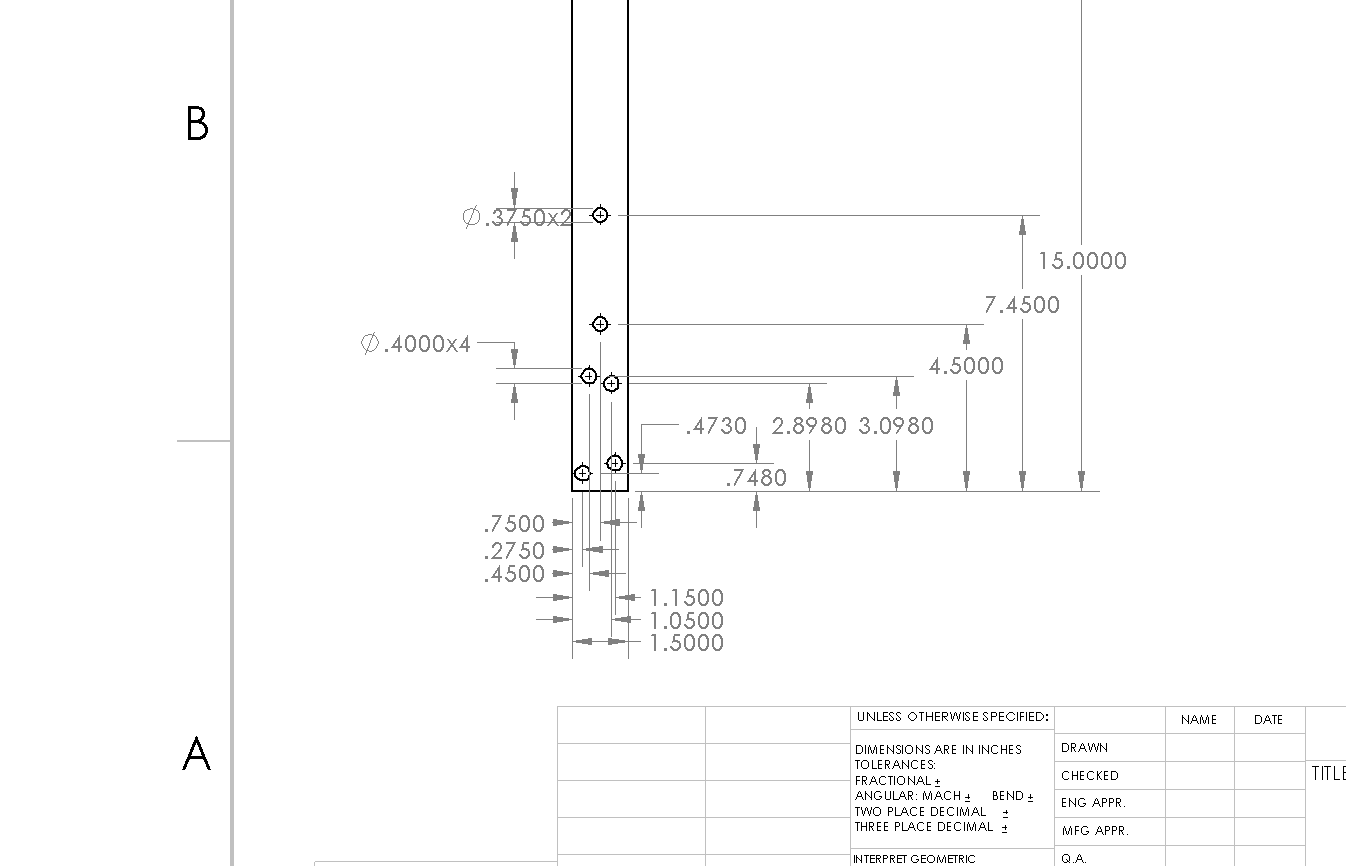 B
⌀.3750x2
15.0000
7.4500
⌀.4000x4
4.5000
.4730 2.8980 3.0980
.7480
.7500
.2750
.4500
1.1500
1.0500
1.5000
A
UNLESS OTHERWISE SPECIFIED:
DIMENSIONS ARE IN INCHES
TOLERANCES:
FRACTIONAL ±
ANGULAR: MACH ± BEND ±
TWO PLACE DECIMAL ±
THREE PLACE DECIMAL ±
INTERPRET GEOMETRIC
NAME DATE
DRAWN
CHECKED
ENG APPR.
MFG APPR.
Q.A.
TITLE